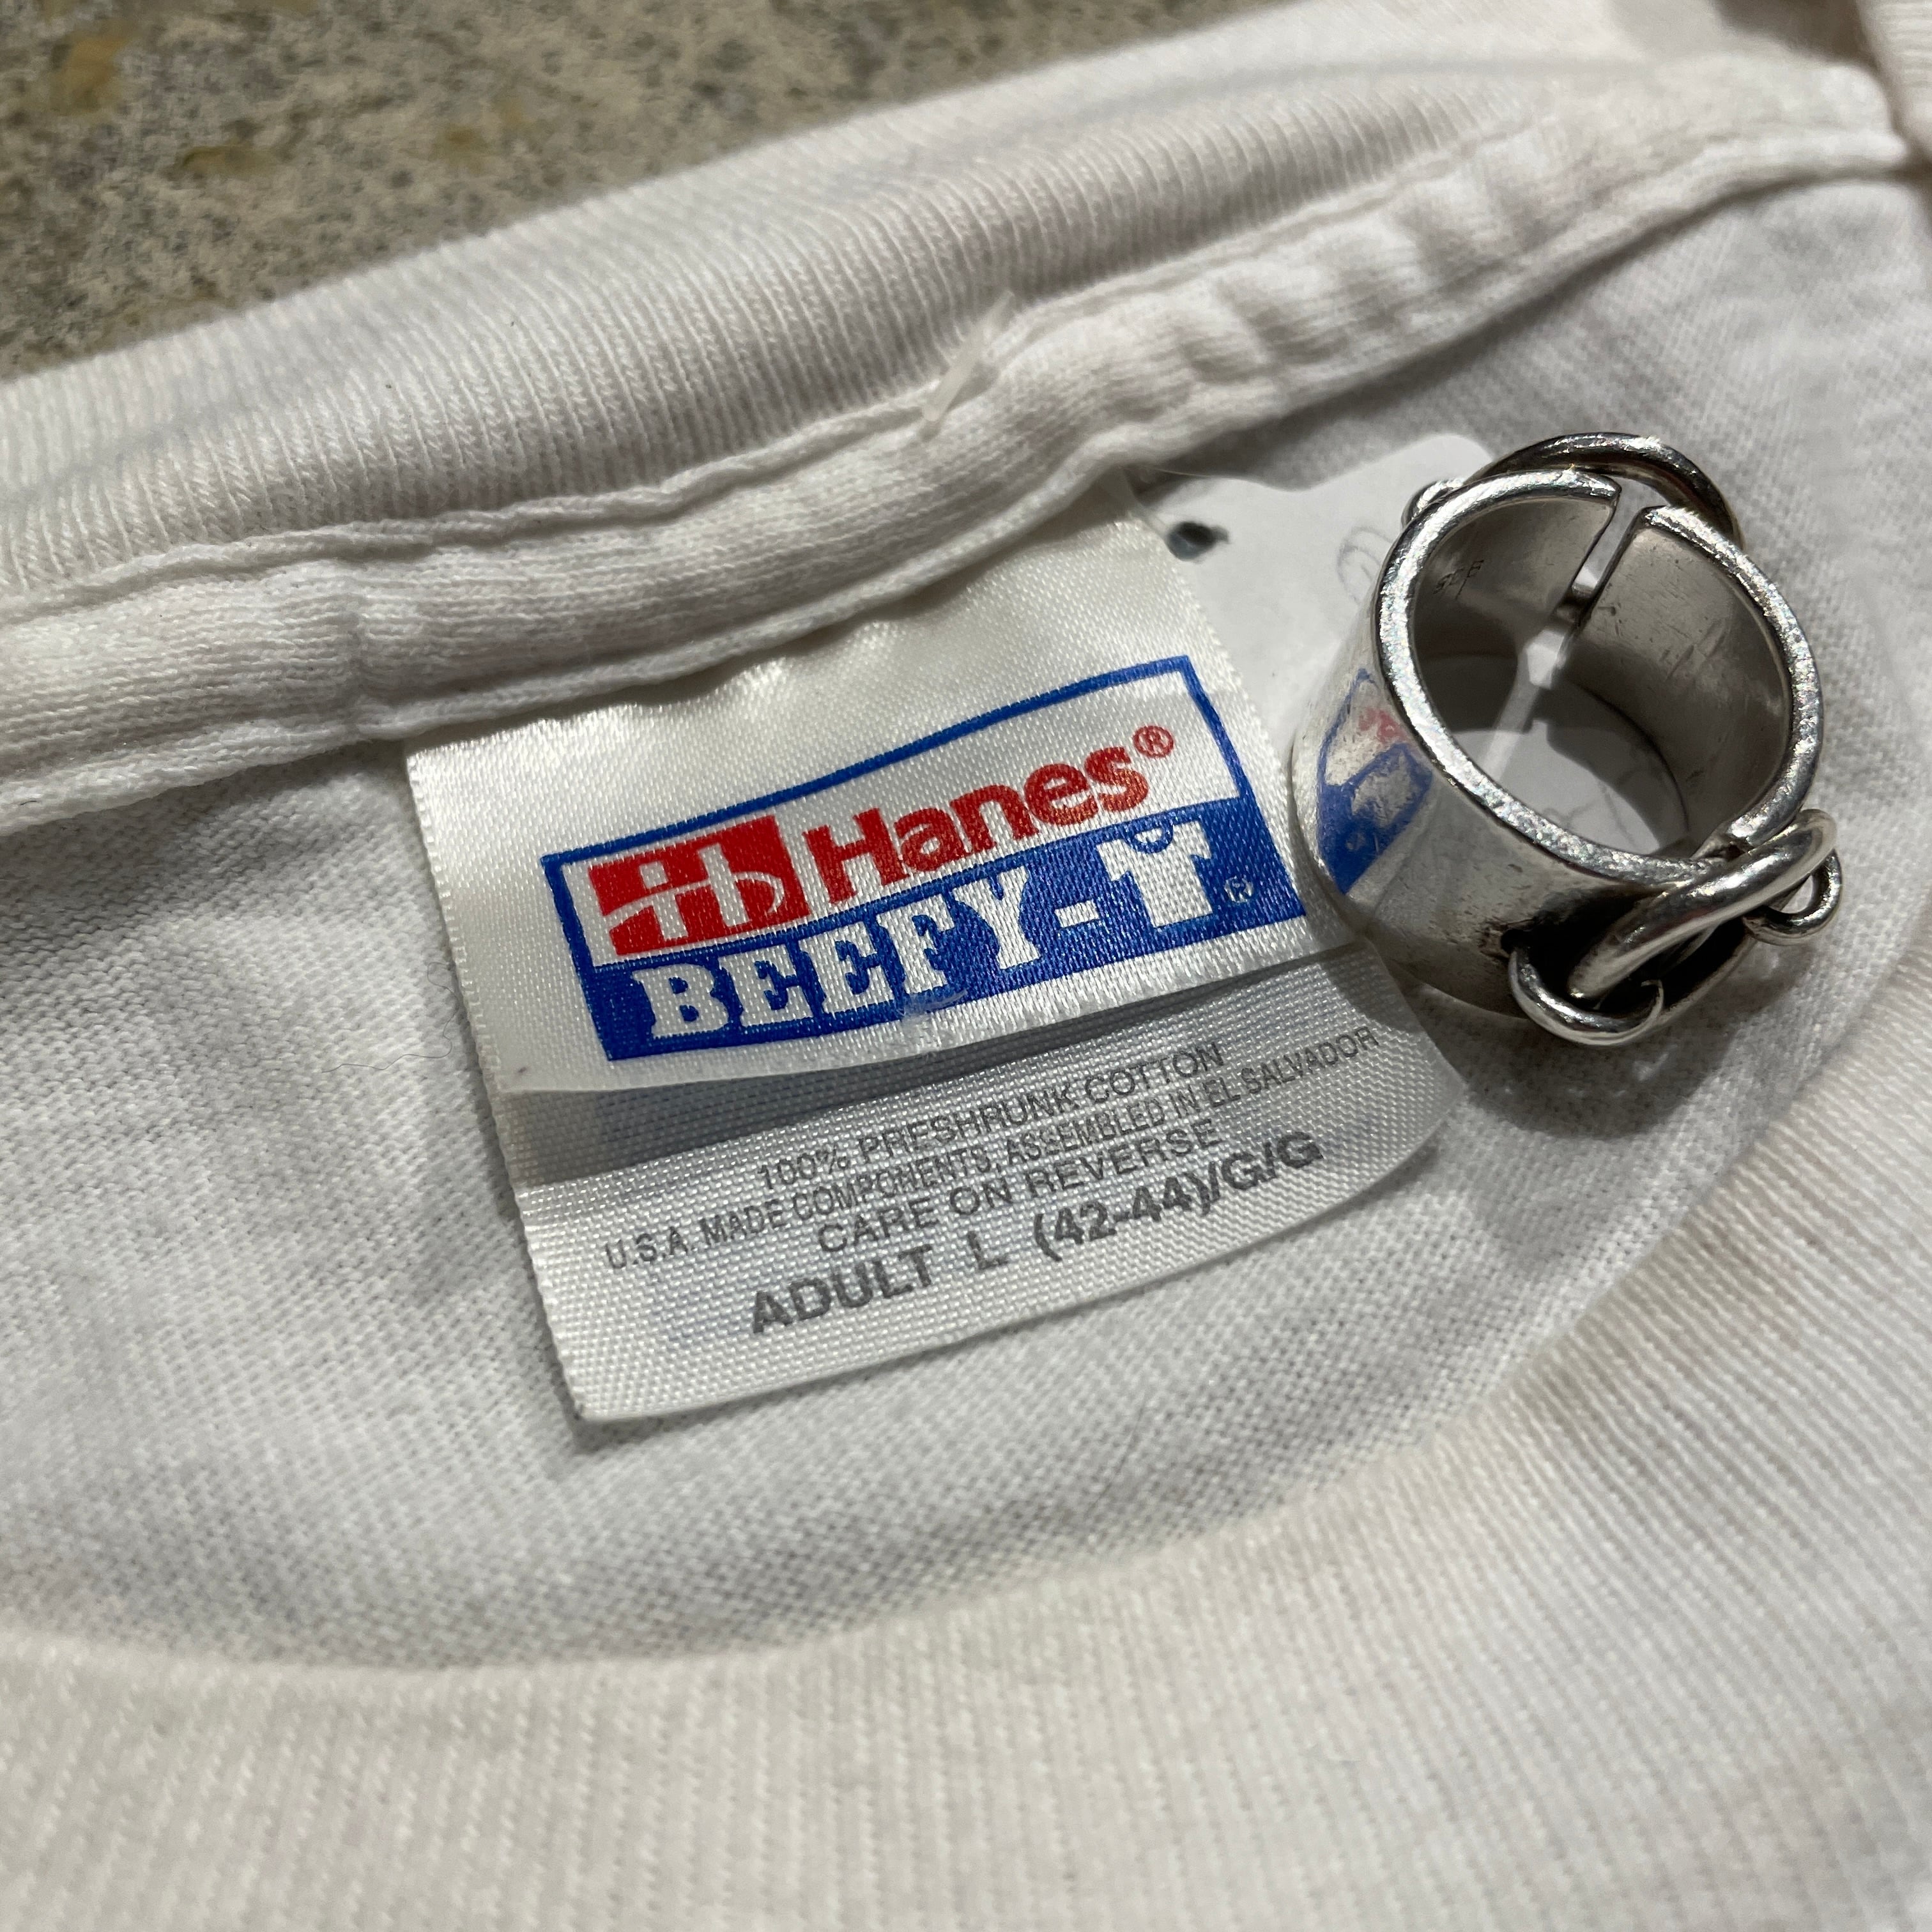 Hanes®
BEEFY-T®
100% PRESHRUNK COTTON
U.S.A. MADE COMPONENTS, ASSEMBLED IN EL SALVADOR
CARE ON REVERSE
ADULT L (42-44)/G/G